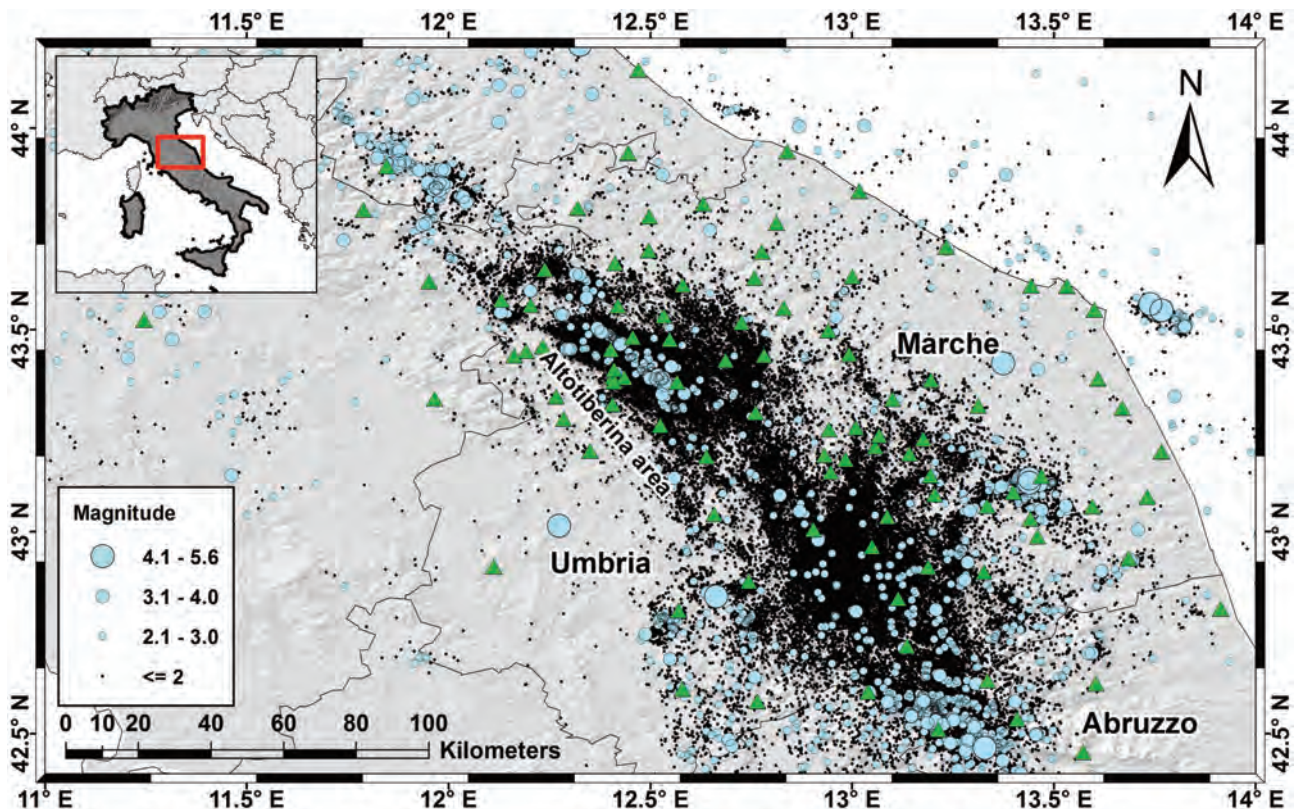 11° E 11.5° E 12° E 12.5° E 13° E 13.5° E 14° E
N
44° N 44° N
43.5° N 43.5° N
Marche
Altotiberina area
43° N 43° N
Umbria
Magnitude
4.1 - 5.6
3.1 - 4.0
2.1 - 3.0
<= 2
0 10 20 40 60 80 100
Kilometers
Abruzzo
42.5° N 42.5° N
11° E 11.5° E 12° E 12.5° E 13° E 13.5° E 14° E